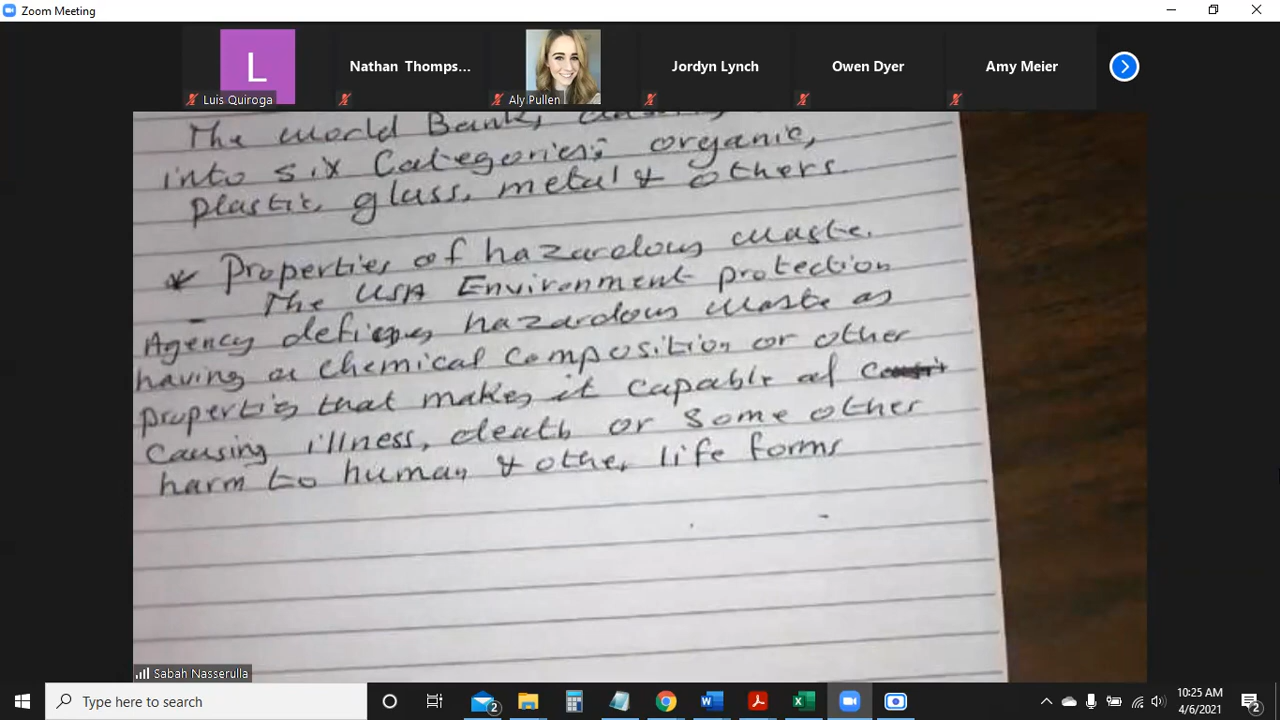 Zoom Meeting
L
Luis Quiroga
Nathan Thomps...
Aly Pullen
Jordyn Lynch
Owen Dyer
Amy Meier
The world Bank,
into six Categories; organic,
plastic, glass, metal & others.
* Properties of hazardous waste.
The USA Environment protection
Agency defines hazardous waste as
having a chemical composition or other
properties that makes it capable of
causing illness, death or some other
harm to human & other life forms
Sabah Nasserulla
Type here to search
2
10:25 AM
4/6/2021
2